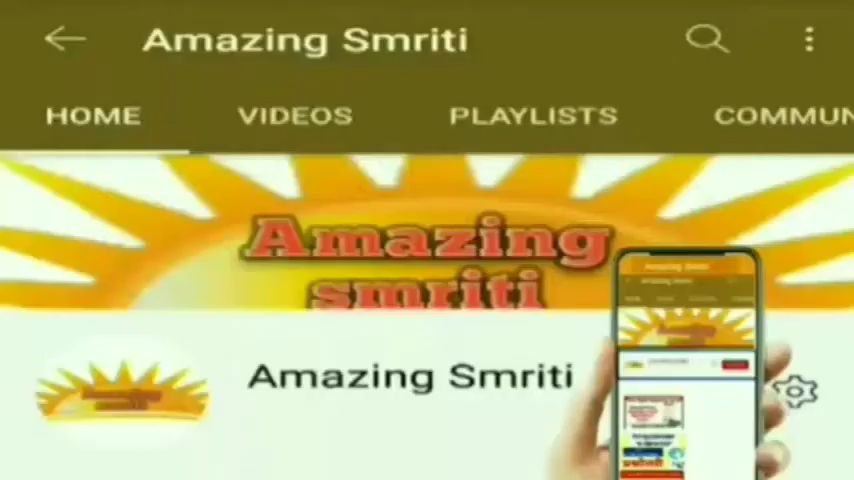 Amazing Smriti
HOME VIDEOS PLAYLISTS COMMUN
Amazing
smriti
Amazing Smriti